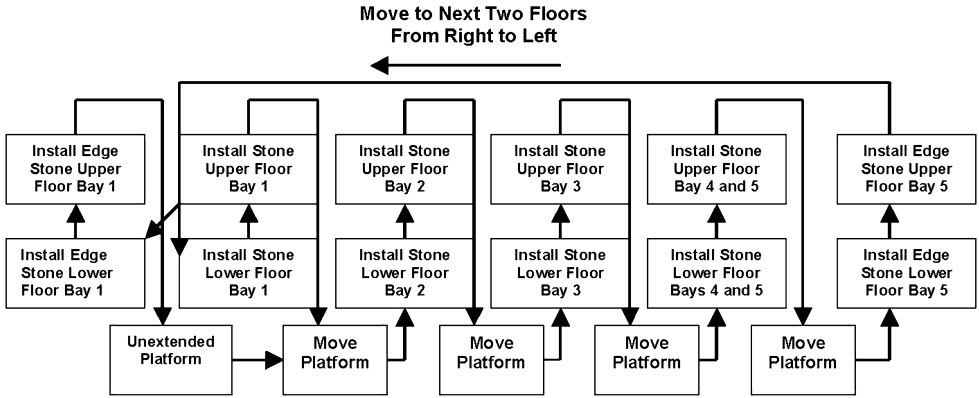 Move to Next Two Floors
From Right to Left
Install Edge
Stone Upper
Floor Bay 1
Install Stone
Upper Floor
Bay 1
Install Stone
Upper Floor
Bay 2
Install Stone
Upper Floor
Bay 3
Install Stone
Upper Floor
Bay 4 and 5
Install Edge
Stone Upper
Floor Bay 5
Install Edge
Stone Lower
Floor Bay 1
Install Stone
Lower Floor
Bay 1
Install Stone
Lower Floor
Bay 2
Install Stone
Lower Floor
Bay 3
Install Stone
Lower Floor
Bays 4 and 5
Install Edge
Stone Lower
Floor Bay 5
Unextended
Platform
Move
Platform
Move
Platform
Move
Platform
Move
Platform